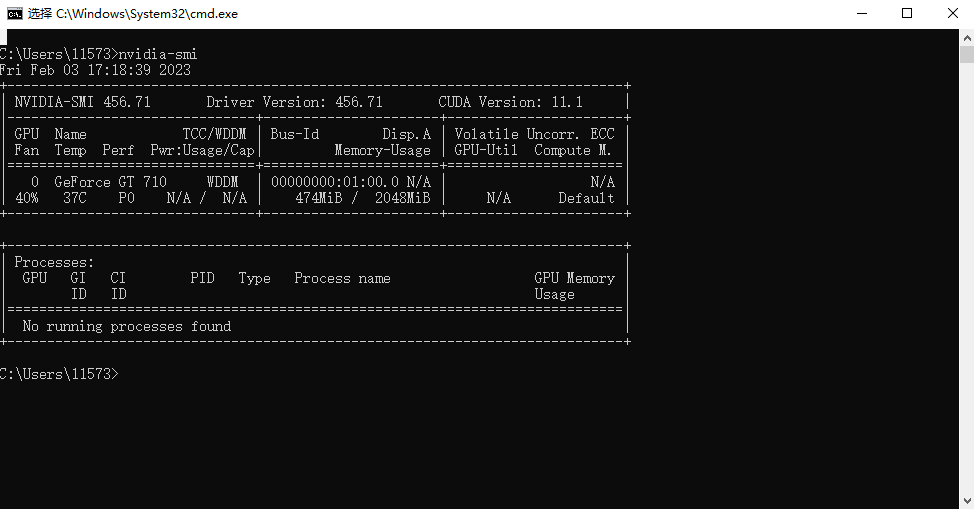 选择 C:\Windows\System32\cmd.exe
C:\Users\11573>nvidia-smi
Fri Feb 03 17:18:39 2023
+-----------------------------------------------------------------------------+
| NVIDIA-SMI 456.71       Driver Version: 456.71       CUDA Version: 11.1     |
|-------------------------------+----------------------+----------------------+
| GPU  Name            TCC/WDDM | Bus-Id        Disp.A | Volatile Uncorr. ECC |
| Fan  Temp  Perf  Pwr:Usage/Cap|         Memory-Usage | GPU-Util  Compute M. |
|===============================+======================+======================|
|   0  GeForce GT 710     WDDM  | 00000000:01:00.0 N/A |                  N/A |
| 40%   37C    P0    N/A /  N/A |    474MiB /  2048MiB |     N/A      Default |
+-------------------------------+----------------------+----------------------+
+-----------------------------------------------------------------------------+
| Processes:                                                                  |
|  GPU   GI   CI        PID   Type   Process name                  GPU Memory |
|        ID   ID                                                   Usage      |
|=============================================================================|
|  No running processes found                                                 |
+-----------------------------------------------------------------------------+
C:\Users\11573>